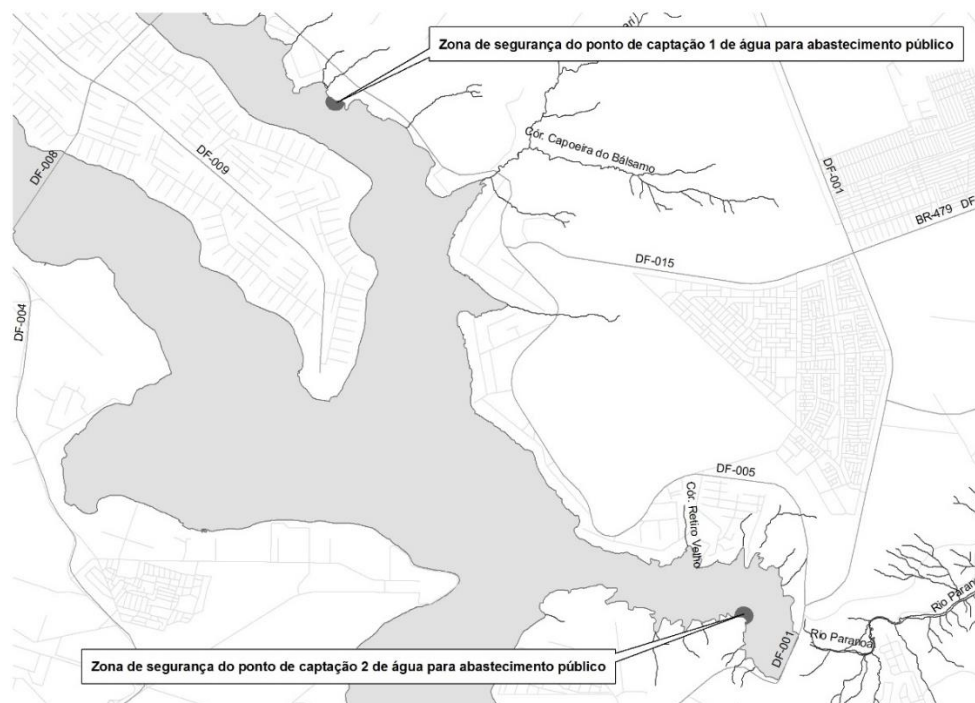 Zona de segurança do ponto de captação 1 de água para abastecimento público
Cór. Capoeira do Bálsamo
DF-001
DF-008
DF-009
BR-479 DF
DF-015
DF-004
DF-005
Cór. Retiro Velho
Rio Paranoá
Rio Paranoá
DF-001
Zona de segurança do ponto de captação 2 de água para abastecimento público